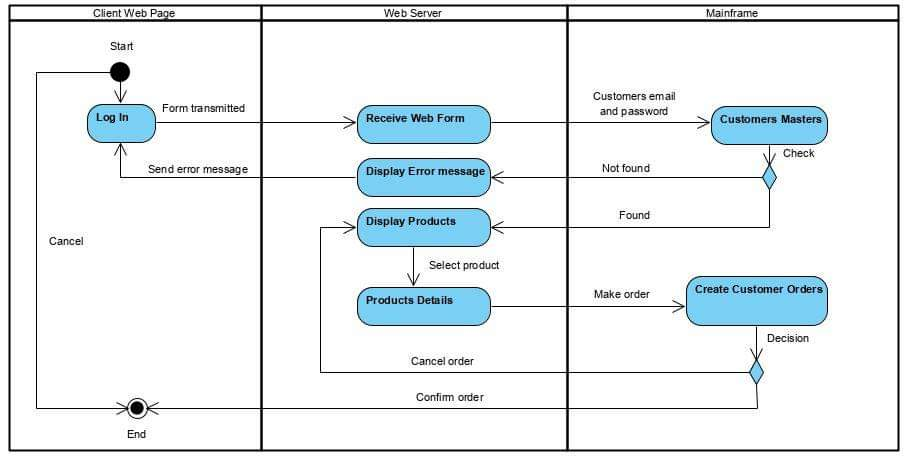 Client Web Page
Web Server
Mainframe
Start
Log In
Form transmitted
Receive Web Form
Customers email
and password
Customers Masters
Check
Send error message
Display Error message
Not found
Display Products
Found
Cancel
Select product
Products Details
Make order
Create Customer Orders
Decision
Cancel order
Confirm order
End